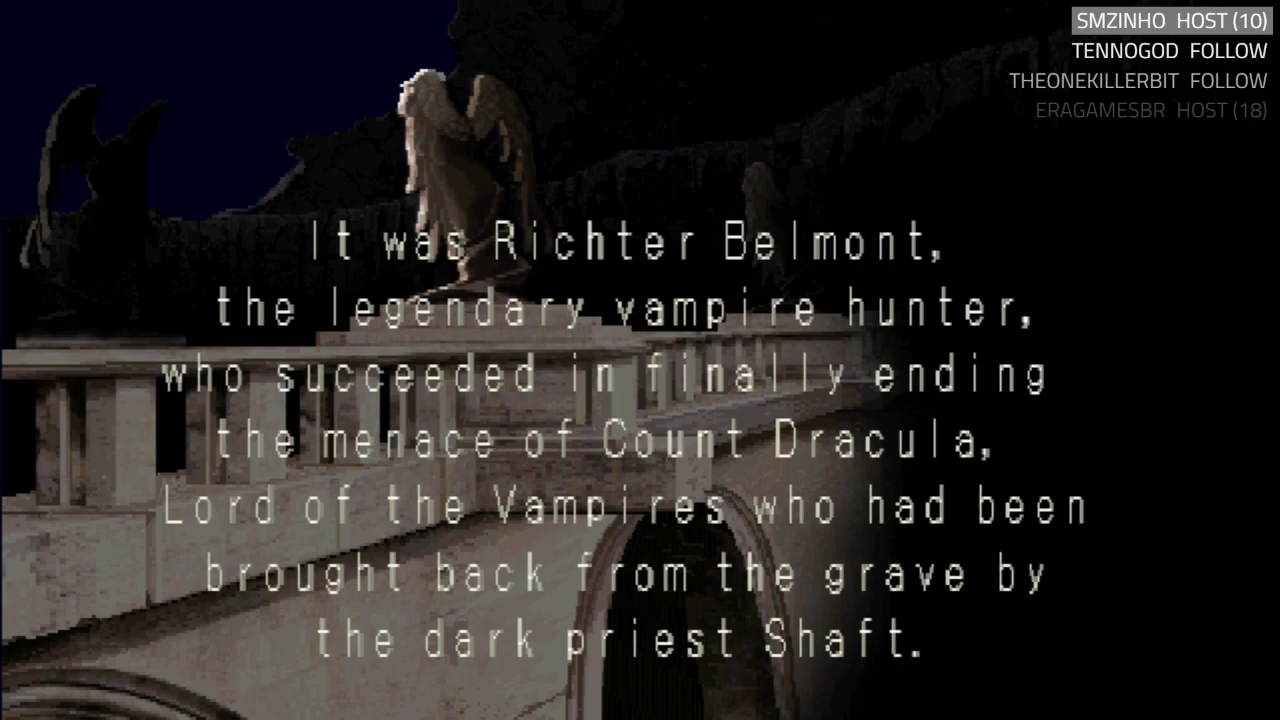 SMZINHO HOST (10)
TENNOGOD FOLLOW
THEONEKILLERBIT FOLLOW
ERAGAMESBR HOST (18)
It was Richter Belmont,
the legendary vampire hunter,
who succeeded in finally ending
the menace of Count Dracula,
Lord of the Vampires who had been
brought back from the grave by
the dark priest Shaft.